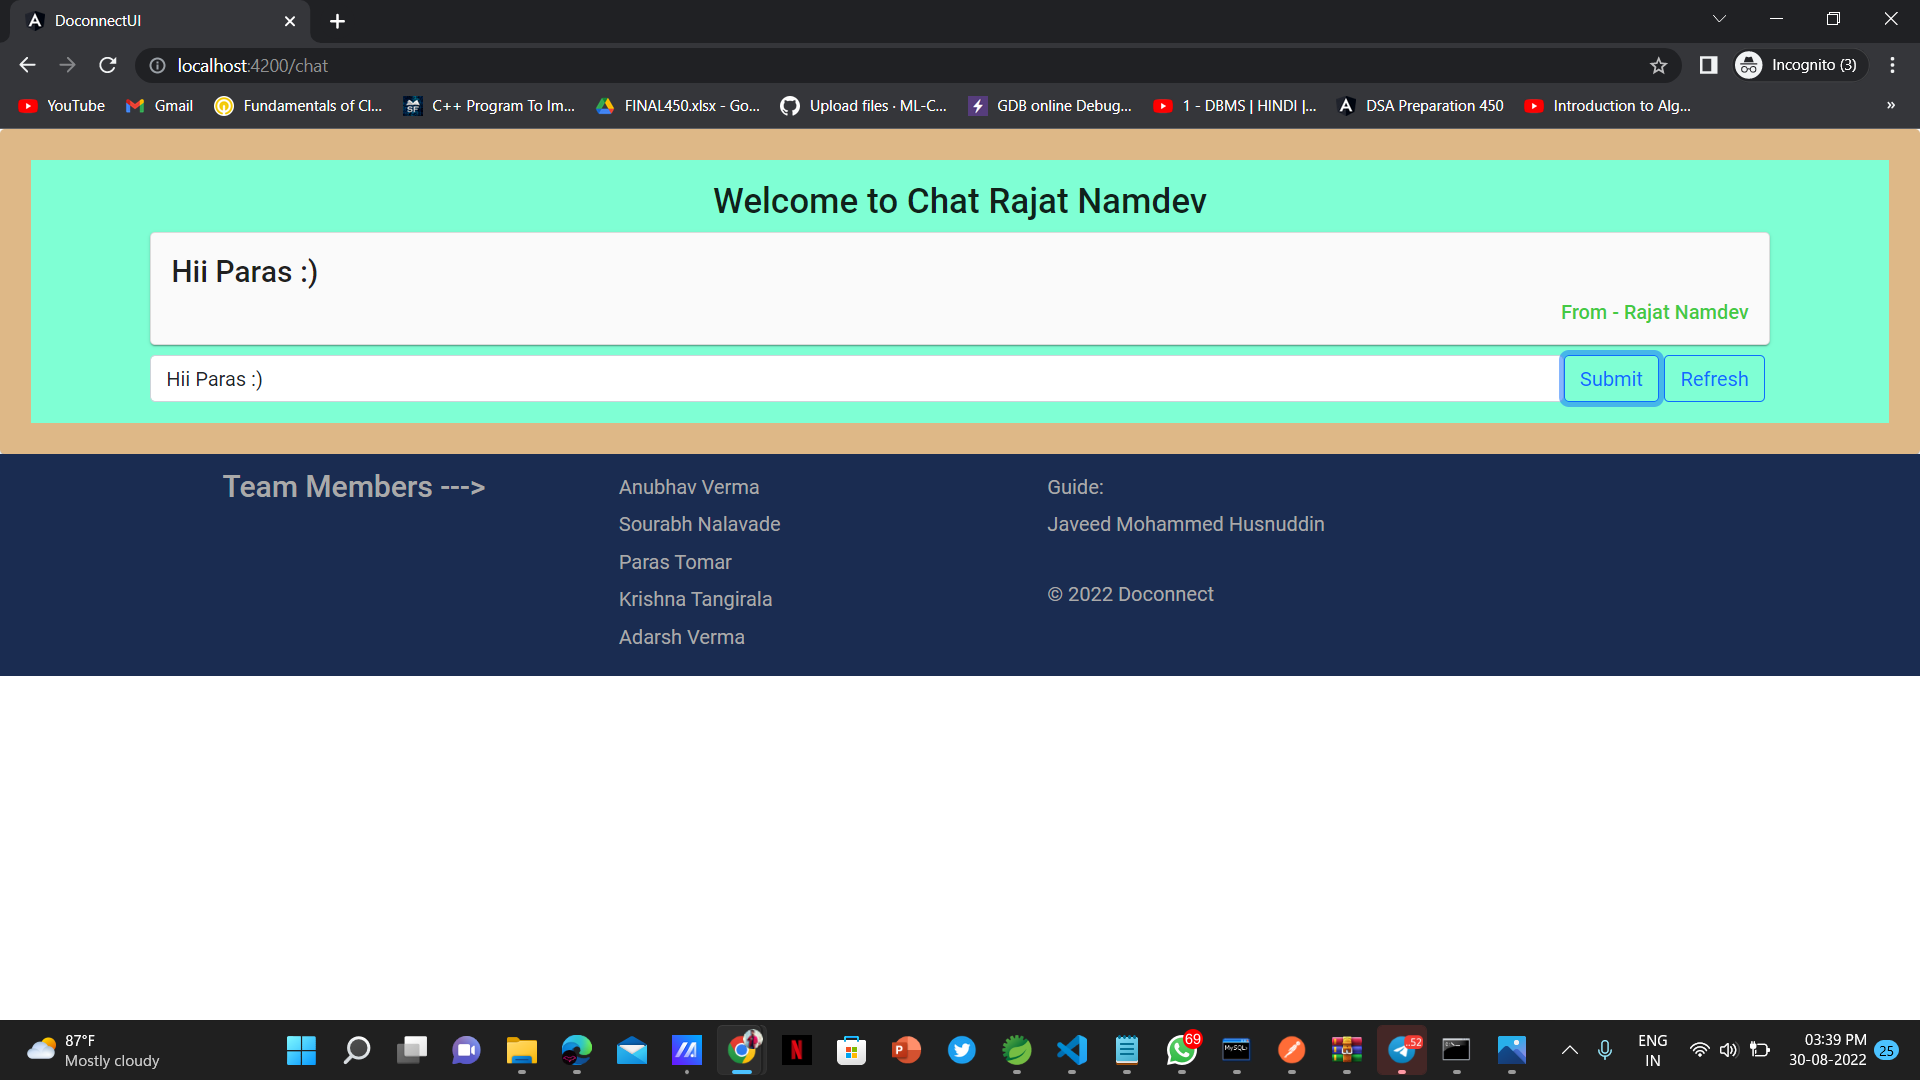 DoconnectUI
localhost:4200/chat
Incognito (3)
YouTube
Gmail
Fundamentals of Cl...
C++ Program To Im...
FINAL450.xlsx - Go...
Upload files · ML-C...
GDB online Debug...
1 - DBMS | HINDI |...
DSA Preparation 450
Introduction to Alg...
»
Welcome to Chat Rajat Namdev
Hii Paras :)
From - Rajat Namdev
Hii Paras :)
Submit
Refresh
Team Members --->
Anubhav Verma
Sourabh Nalavade
Paras Tomar
Krishna Tangirala
Adarsh Verma
Guide:
Javeed Mohammed Husnuddin
© 2022 Doconnect
87°F
Mostly cloudy
69
MySQL
..52
ENG
IN
03:39 PM
30-08-2022
25